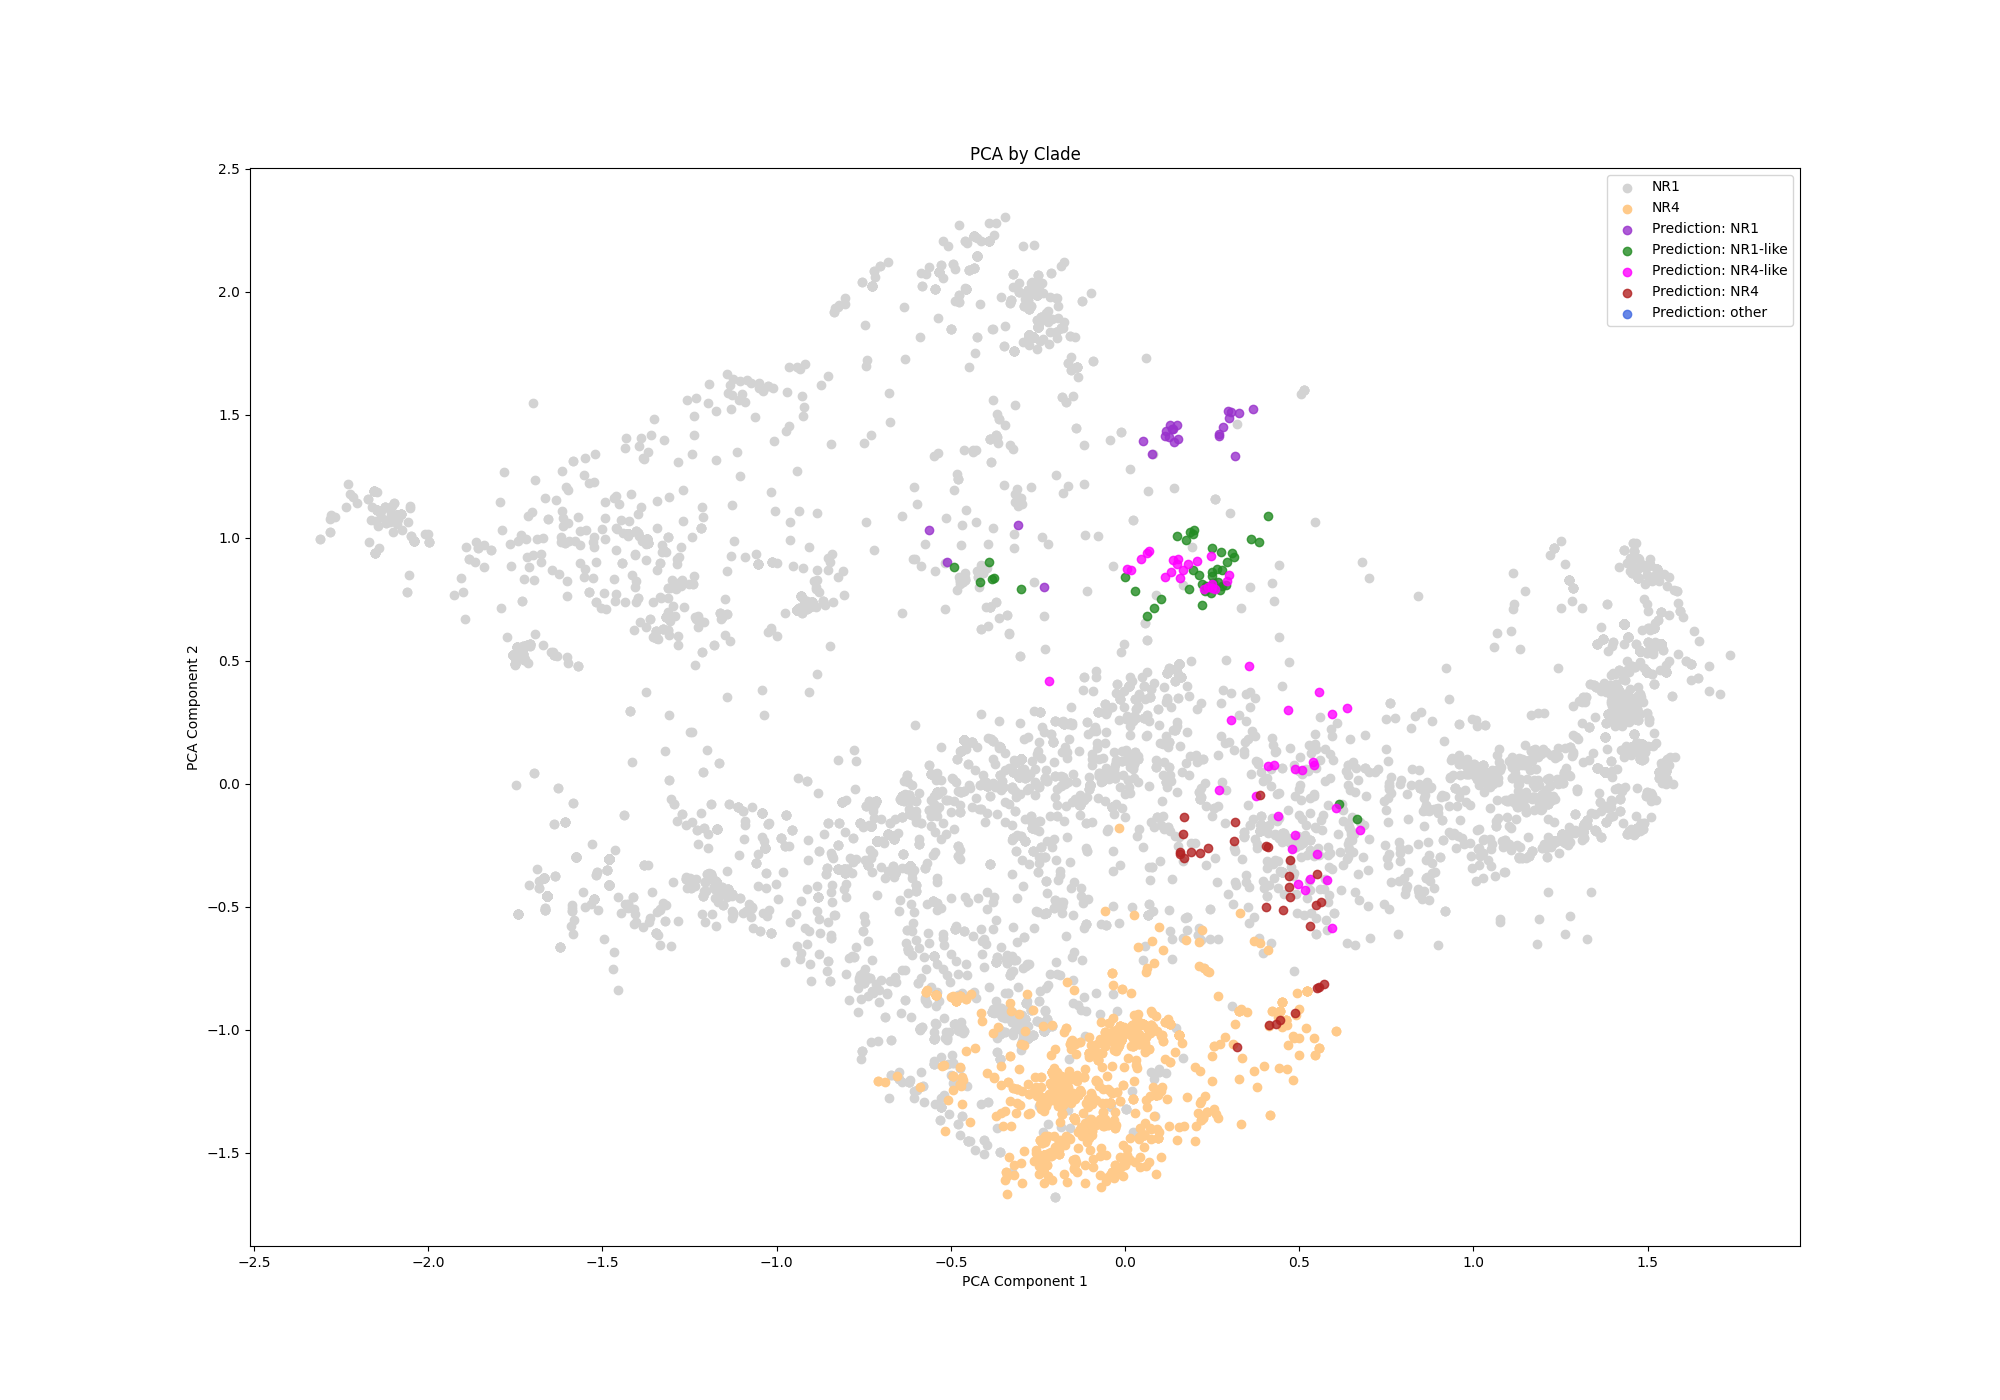 PCA by Clade
NR1
NR4
Prediction: NR1
Prediction: NR1-like
Prediction: NR4-like
Prediction: NR4
Prediction: other
2.5
2.0
1.5
1.0
0.5
0.0
−0.5
−1.0
−1.5
PCA Component 2
−2.5 −2.0 −1.5 −1.0 −0.5 0.0 0.5 1.0 1.5
PCA Component 1